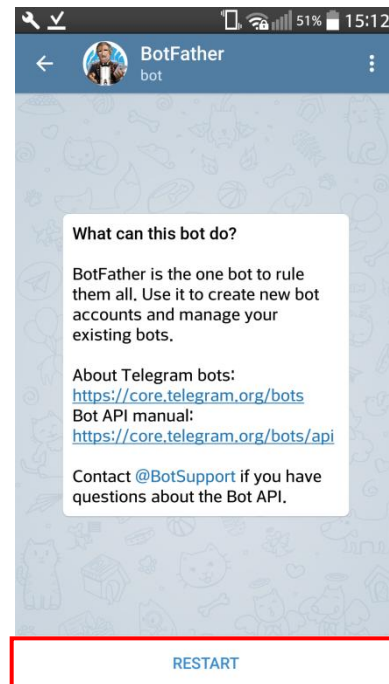 51% 15:12
BotFather
bot
What can this bot do?
BotFather is the one bot to rule
them all. Use it to create new bot
accounts and manage your
existing bots.
About Telegram bots:
https://core.telegram.org/bots
Bot API manual:
https://core.telegram.org/bots/api
Contact @BotSupport if you have
questions about the Bot API.
RESTART